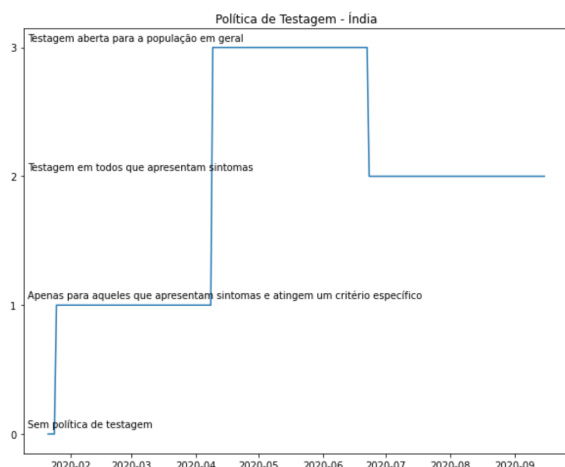 Política de Testagem - Índia
3
Testagem aberta para a população em geral
2
Testagem em todos que apresentam sintomas
1
Apenas para aqueles que apresentam sintomas e atingem um critério específico
0
Sem política de testagem
2020-02 2020-03 2020-04 2020-05 2020-06 2020-07 2020-08 2020-09